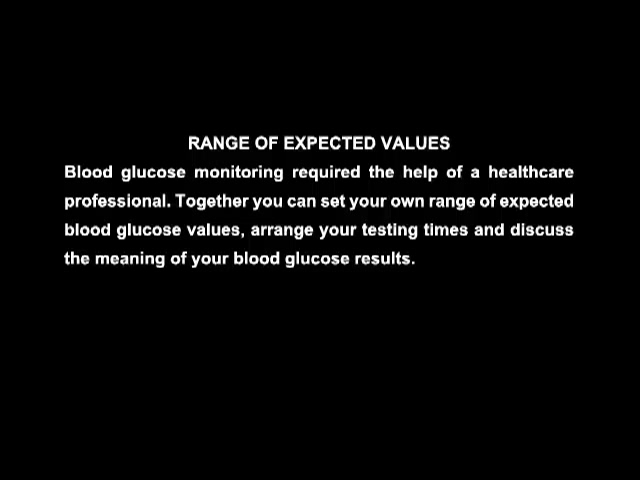 RANGE OF EXPECTED VALUES
Blood glucose monitoring required the help of a healthcare
professional. Together you can set your own range of expected
blood glucose values, arrange your testing times and discuss
the meaning of your blood glucose results.